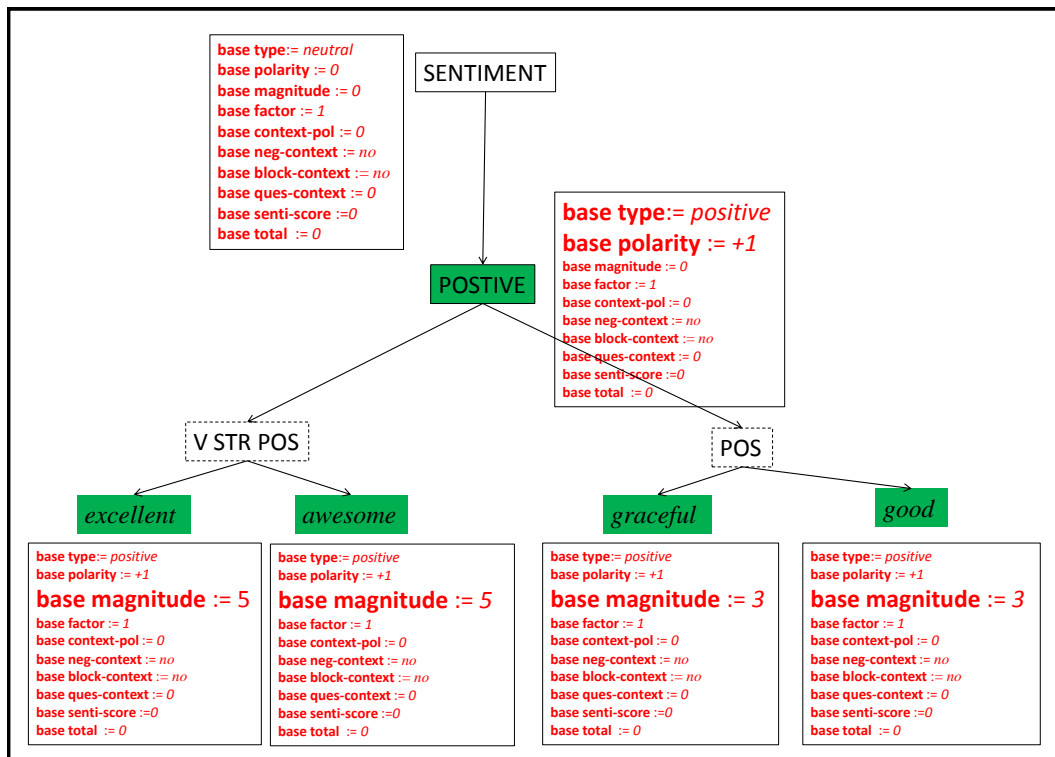 base type:= neutral
base polarity := 0
base magnitude := 0
base factor := 1
base context-pol := 0
base neg-context := no
base block-context := no
base ques-context := 0
base senti-score :=0
base total := 0
SENTIMENT
base type:= positive
base polarity := +1
base magnitude := 0
base factor := 1
base context-pol := 0
base neg-context := no
base block-context := no
base ques-context := 0
base senti-score :=0
base total := 0
POSTIVE
V STR POS
POS
excellent
awesome
graceful
good
base type:= positive
base polarity := +1
base magnitude := 5
base factor := 1
base context-pol := 0
base neg-context := no
base block-context := no
base ques-context := 0
base senti-score :=0
base total := 0
base type:= positive
base polarity := +1
base magnitude := 5
base factor := 1
base context-pol := 0
base neg-context := no
base block-context := no
base ques-context := 0
base senti-score :=0
base total := 0
base type:= positive
base polarity := +1
base magnitude := 3
base factor := 1
base context-pol := 0
base neg-context := no
base block-context := no
base ques-context := 0
base senti-score :=0
base total := 0
base type:= positive
base polarity := +1
base magnitude := 3
base factor := 1
base context-pol := 0
base neg-context := no
base block-context := no
base ques-context := 0
base senti-score :=0
base total := 0